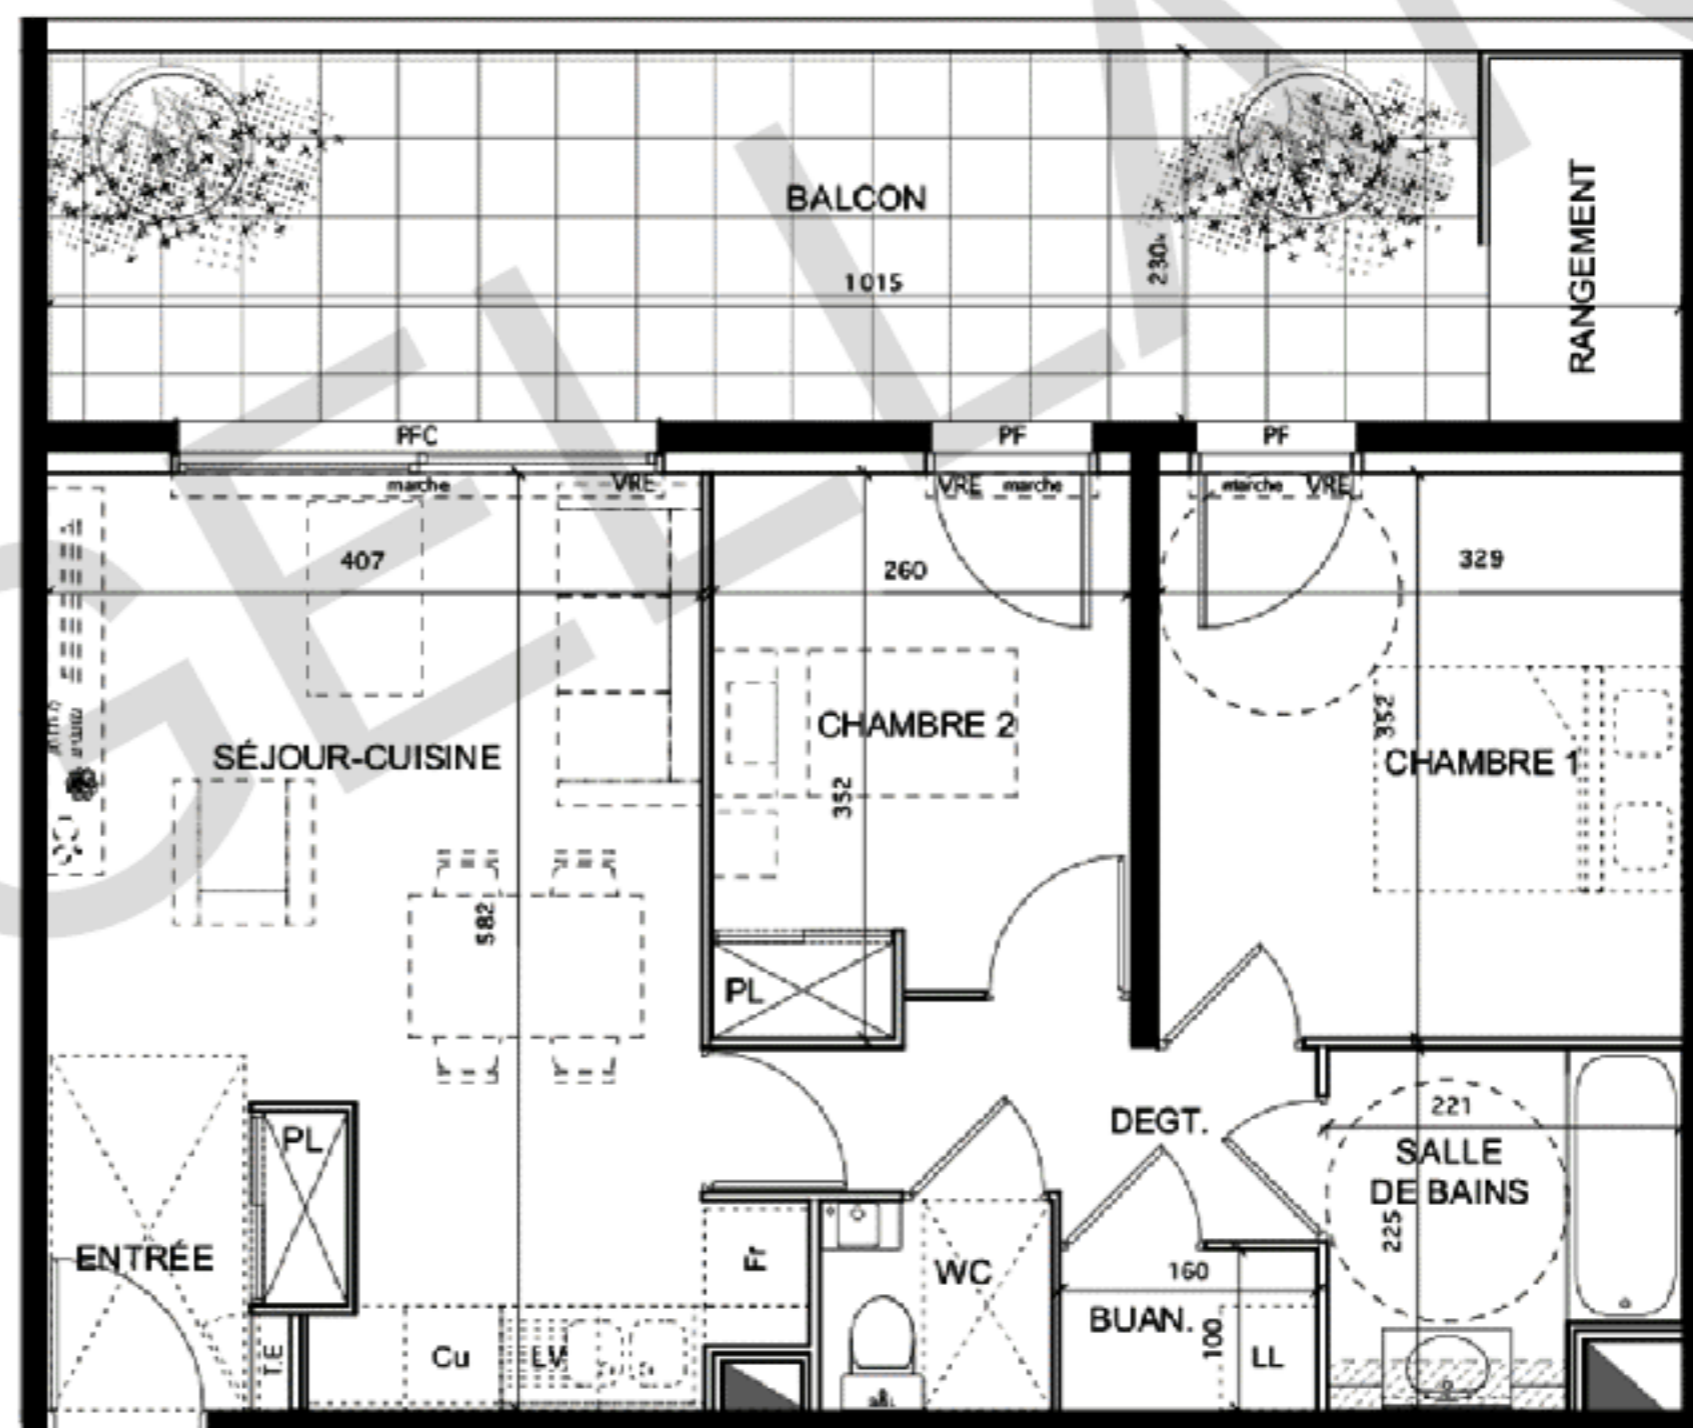 BALCON
1015
230
RANGEMENT
PFC
PF
PF
marche
VRE
VRE
marche
marche
VRE
407
260
329
SÉJOUR-CUISINE
CHAMBRE 2
352
CHAMBRE 1
352
582
PL
PL
DEGT.
221
SALLE
DE BAINS
225
ENTRÉE
Fr
WC
160
BUAN.
100
LL
T.E
Cu
LV
GELLA